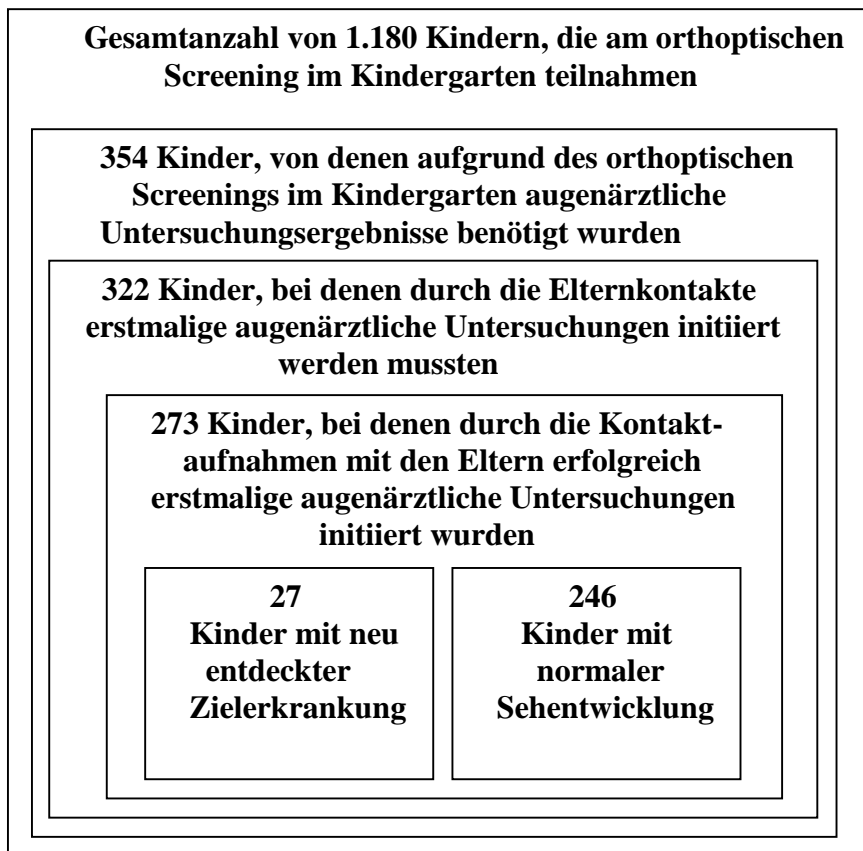 Gesamtanzahl von 1.180 Kindern, die am orthoptischen
Screening im Kindergarten teilnahmen
354 Kinder, von denen aufgrund des orthoptischen
Screenings im Kindergarten augenärztliche
Untersuchungsergebnisse benötigt wurden
322 Kinder, bei denen durch die Elternkontakte
erstmalige augenärztliche Untersuchungen initiiert
werden mussten
273 Kinder, bei denen durch die Kontakt-
aufnahmen mit den Eltern erfolgreich
erstmalige augenärztliche Untersuchungen
initiiert wurden
27
Kinder mit neu
entdeckter
Zielerkrankung
246
Kinder mit
normaler
Sehentwicklung